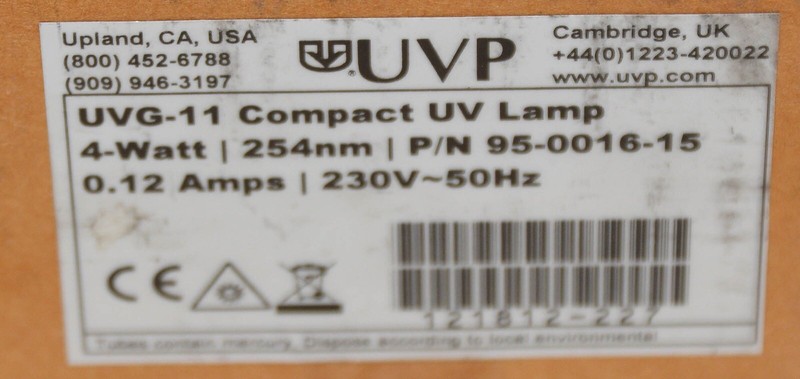 Upland, CA, USA
(800) 452-6788
(909) 946-3197
UVP
Cambridge, UK
+44(0)1223-420022
www.uvp.com
UVG-11 Compact UV Lamp
4-Watt | 254nm | P/N 95-0016-15
0.12 Amps | 230V~50Hz
CE
121812-227
Tubes contain mercury. Dispose according to local environmental